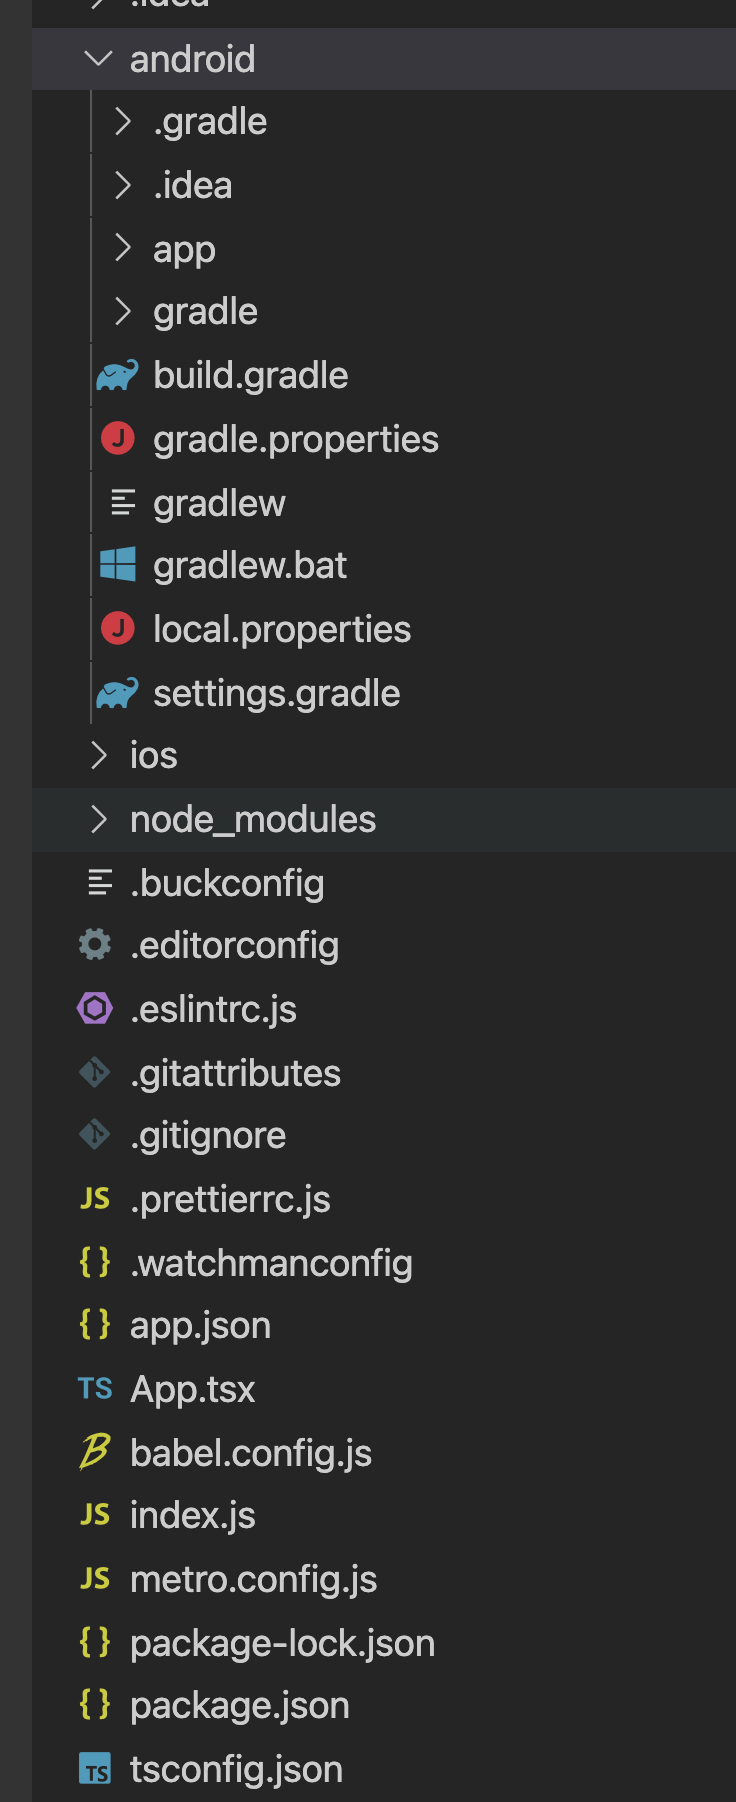 .idea
android
.gradle
.idea
app
gradle
build.gradle
J gradle.properties
gradlew
gradlew.bat
J local.properties
settings.gradle
ios
node_modules
.buckconfig
.editorconfig
.eslintrc.js
.gitattributes
.gitignore
JS .prettierrc.js
{} .watchmanconfig
{} app.json
TS App.tsx
B babel.config.js
JS index.js
JS metro.config.js
{} package-lock.json
{} package.json
TS tsconfig.json